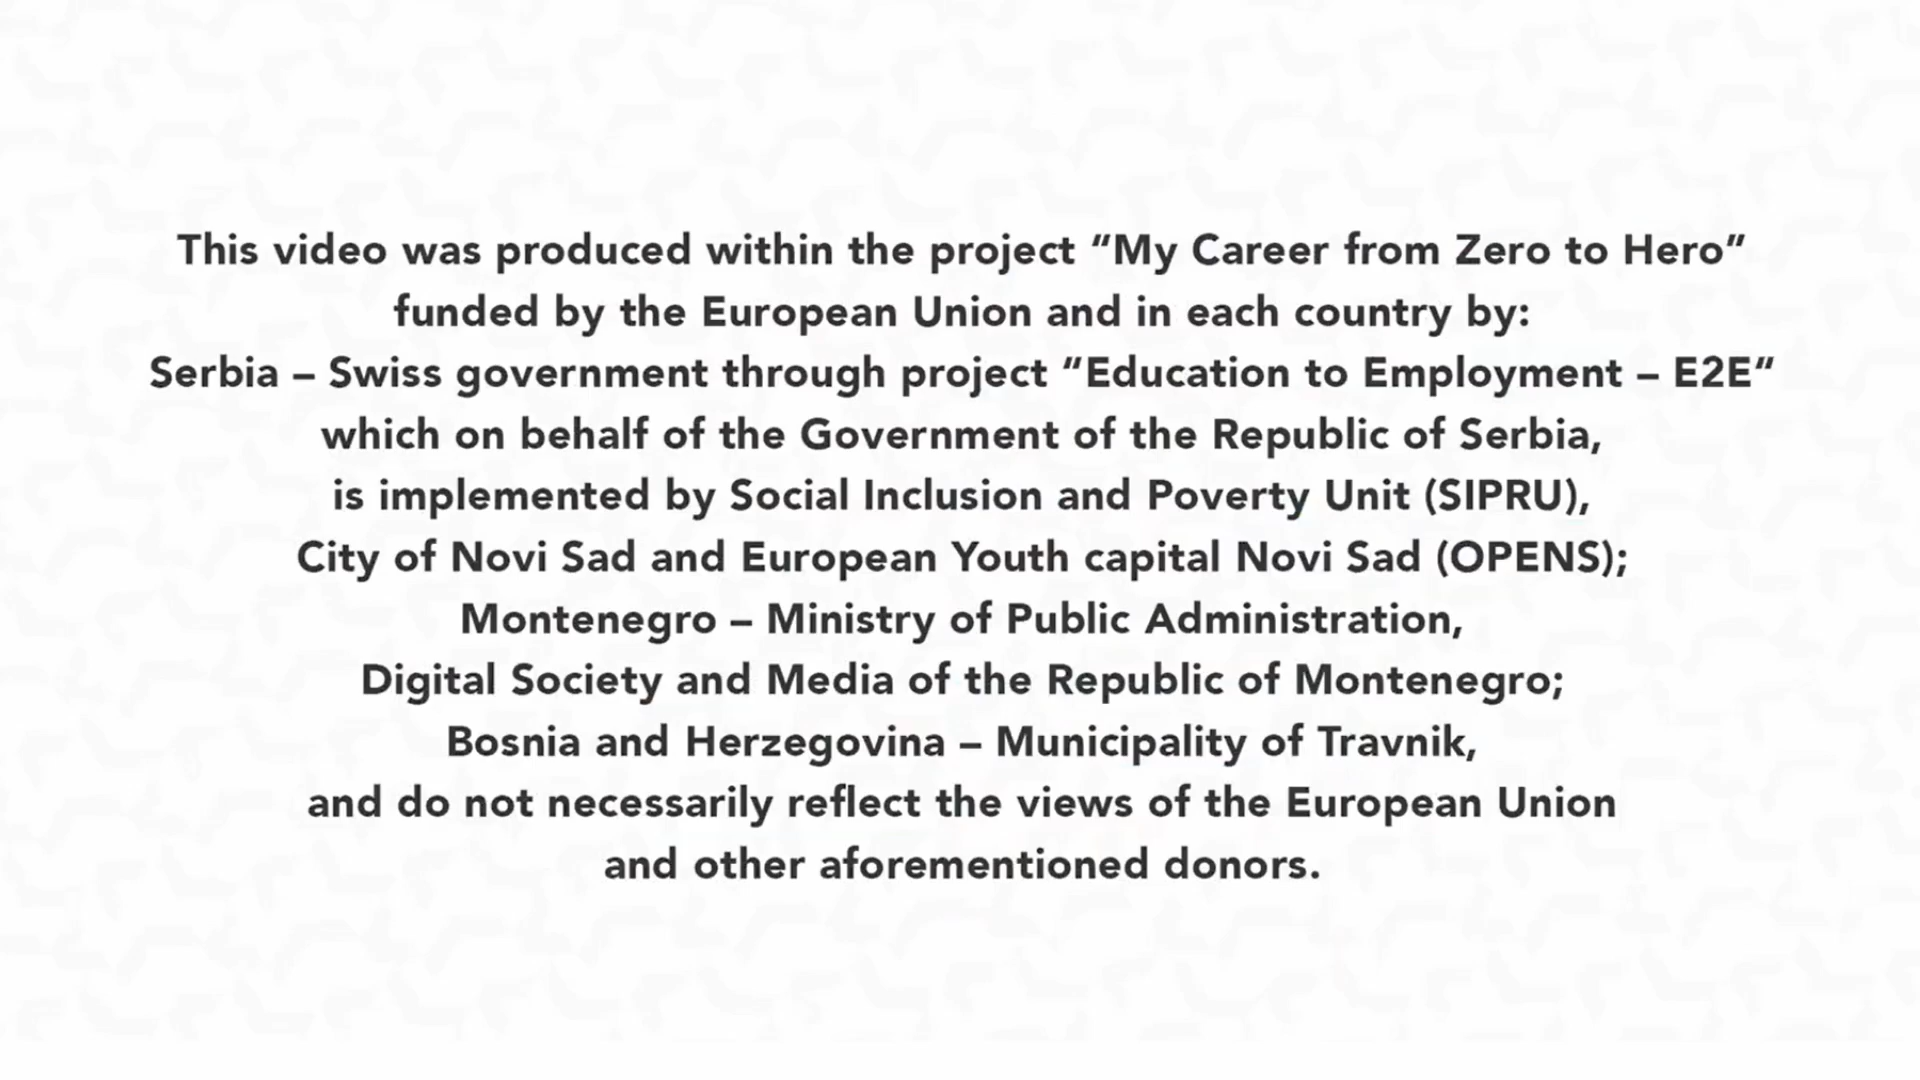 This video was produced within the project “My Career from Zero to Hero”
funded by the European Union and in each country by:
Serbia – Swiss government through project “Education to Employment – E2E“
which on behalf of the Government of the Republic of Serbia,
is implemented by Social Inclusion and Poverty Unit (SIPRU),
City of Novi Sad and European Youth capital Novi Sad (OPENS);
Montenegro – Ministry of Public Administration,
Digital Society and Media of the Republic of Montenegro;
Bosnia and Herzegovina – Municipality of Travnik,
and do not necessarily reflect the views of the European Union
and other aforementioned donors.